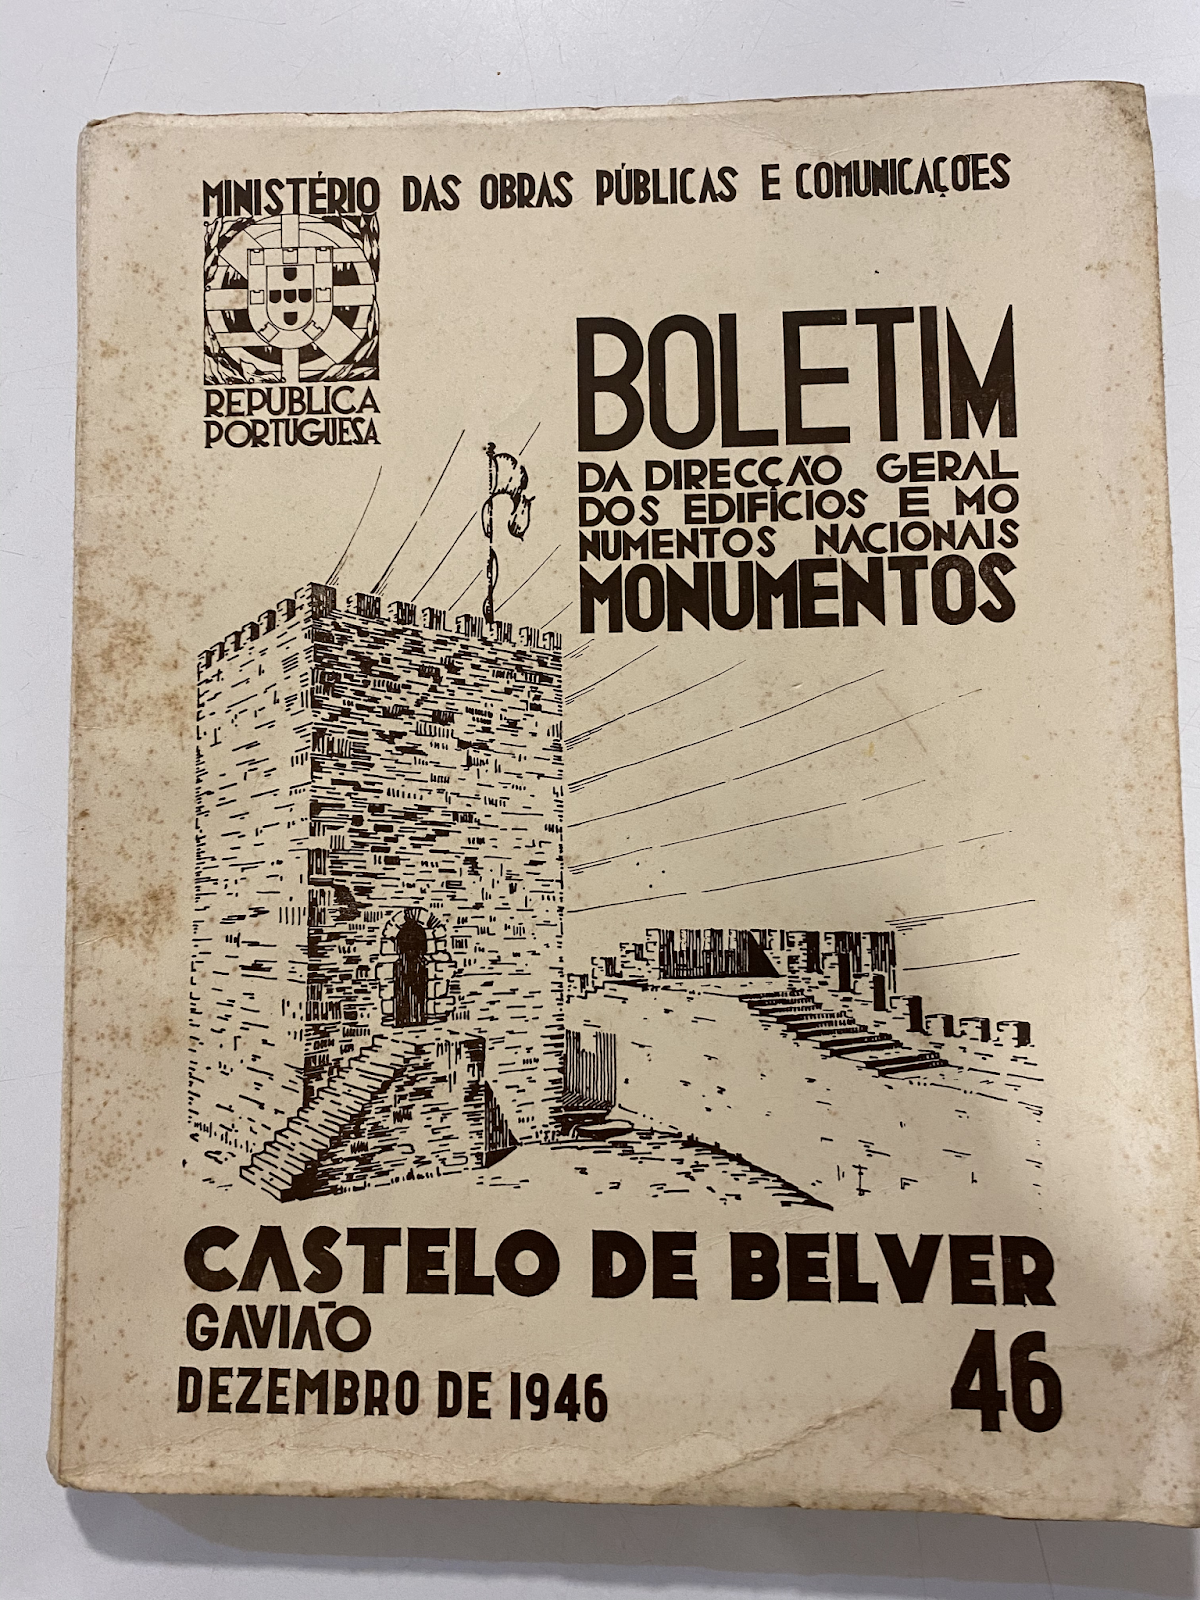 MINISTÉRIO DAS OBRAS PÚBLICAS E COMUNICAÇÕES
REPUBLICA
PORTUGUESA
BOLETIM
DA DIRECÇÃO GERAL
DOS EDIFÍCIOS E MO
NUMENTOS NACIONAIS
MONUMENTOS
CASTELO DE BELVER
GAVIÃO
DEZEMBRO DE 1946
46